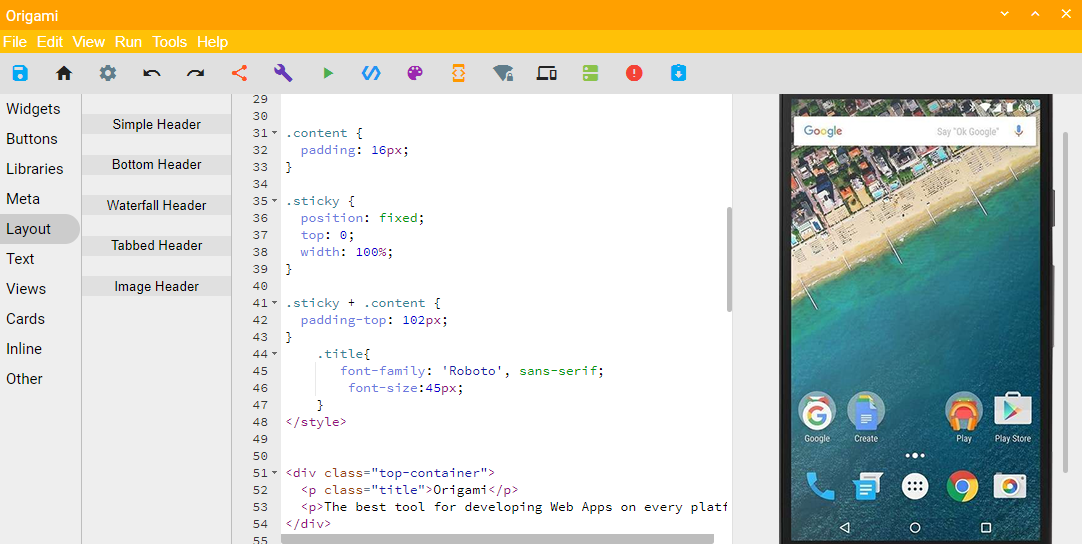 Origami
File Edit View Run Tools Help
Widgets
Buttons
Libraries
Meta
Layout
Text
Views
Cards
Inline
Other
Simple Header
Bottom Header
Waterfall Header
Tabbed Header
Image Header
29
30
31 .content {
32 padding: 16px;
33 }
34
35 .sticky {
36 position: fixed;
37 top: 0;
38 width: 100%;
39 }
40
41 .sticky + .content {
42 padding-top: 102px;
43 }
44 .title{
45 font-family: 'Roboto', sans-serif;
46 font-size:45px;
47 }
48 </style>
49
50
51 <div class="top-container">
52 <p class="title">Origami</p>
53 <p>The best tool for developing Web Apps on every platf
54 </div>
55
6:00
Google Say "Ok Google"
Google Create Play Play Store